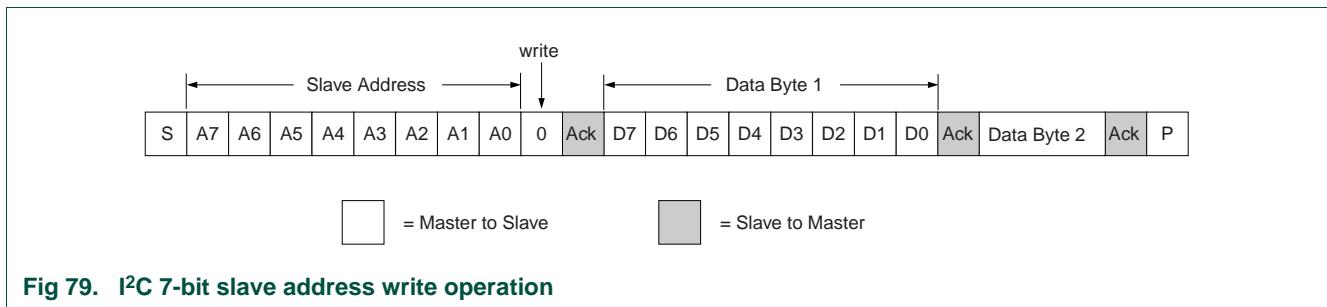 write
Slave Address
Data Byte 1
S A7 A6 A5 A4 A3 A2 A1 A0 0 Ack D7 D6 D5 D4 D3 D2 D1 D0 Ack Data Byte 2 Ack P
= Master to Slave
= Slave to Master
Fig 79. I²C 7-bit slave address write operation